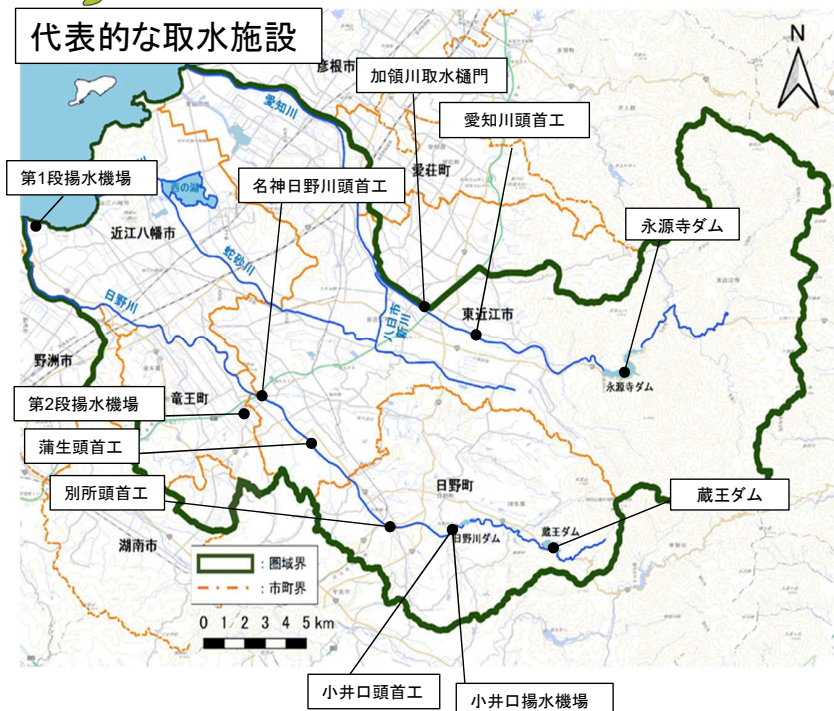 代表的な取水施設
N
彦根市
加領川取水樋門
愛知川
愛知川頭首工
愛荘町
第1段揚水機場
西の湖
名神日野川頭首工
永源寺ダム
近江八幡市
蛇砂川
日野川
八日市新川
東近江市
野洲市
永源寺ダム
竜王町
第2段揚水機場
蒲生頭首工
日野町
別所頭首工
蔵王ダム
日野川ダム
蔵王ダム
湖南市
：圏域界
：市町界
0 1 2 3 4 5 km
小井口頭首工
小井口揚水機場